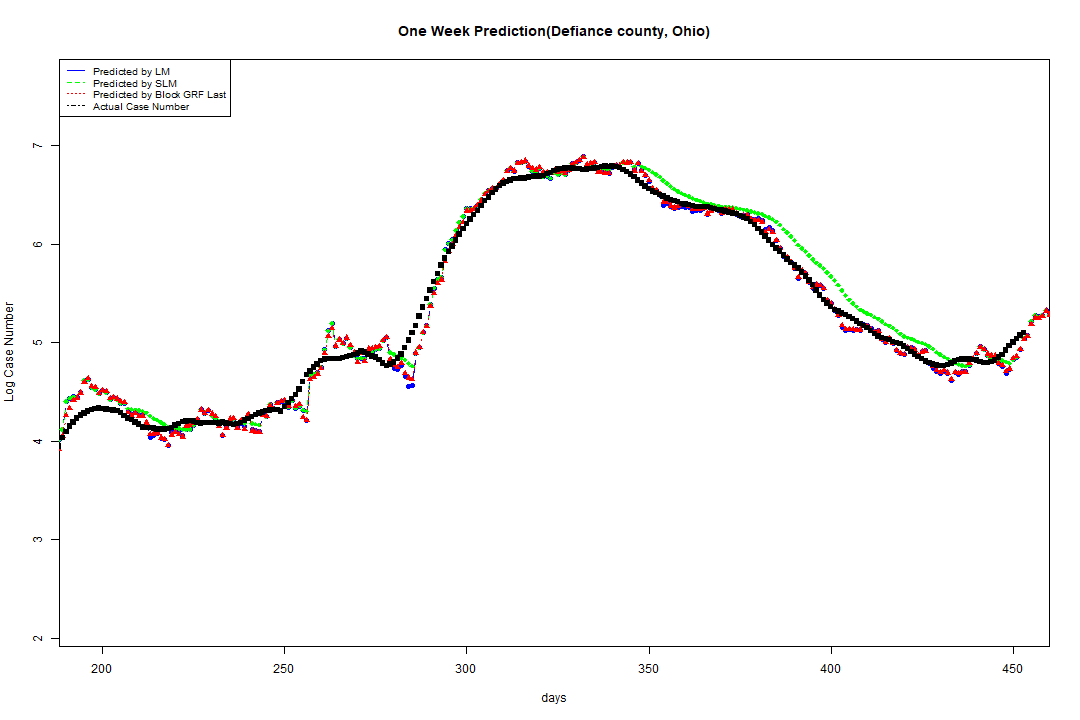 One Week Prediction(Defiance county, Ohio)
Predicted by LM
Predicted by SLM
Predicted by Block GRF Last
Actual Case Number
7
6
5
4
3
2
Log Case Number
200 250 300 350 400 450
days